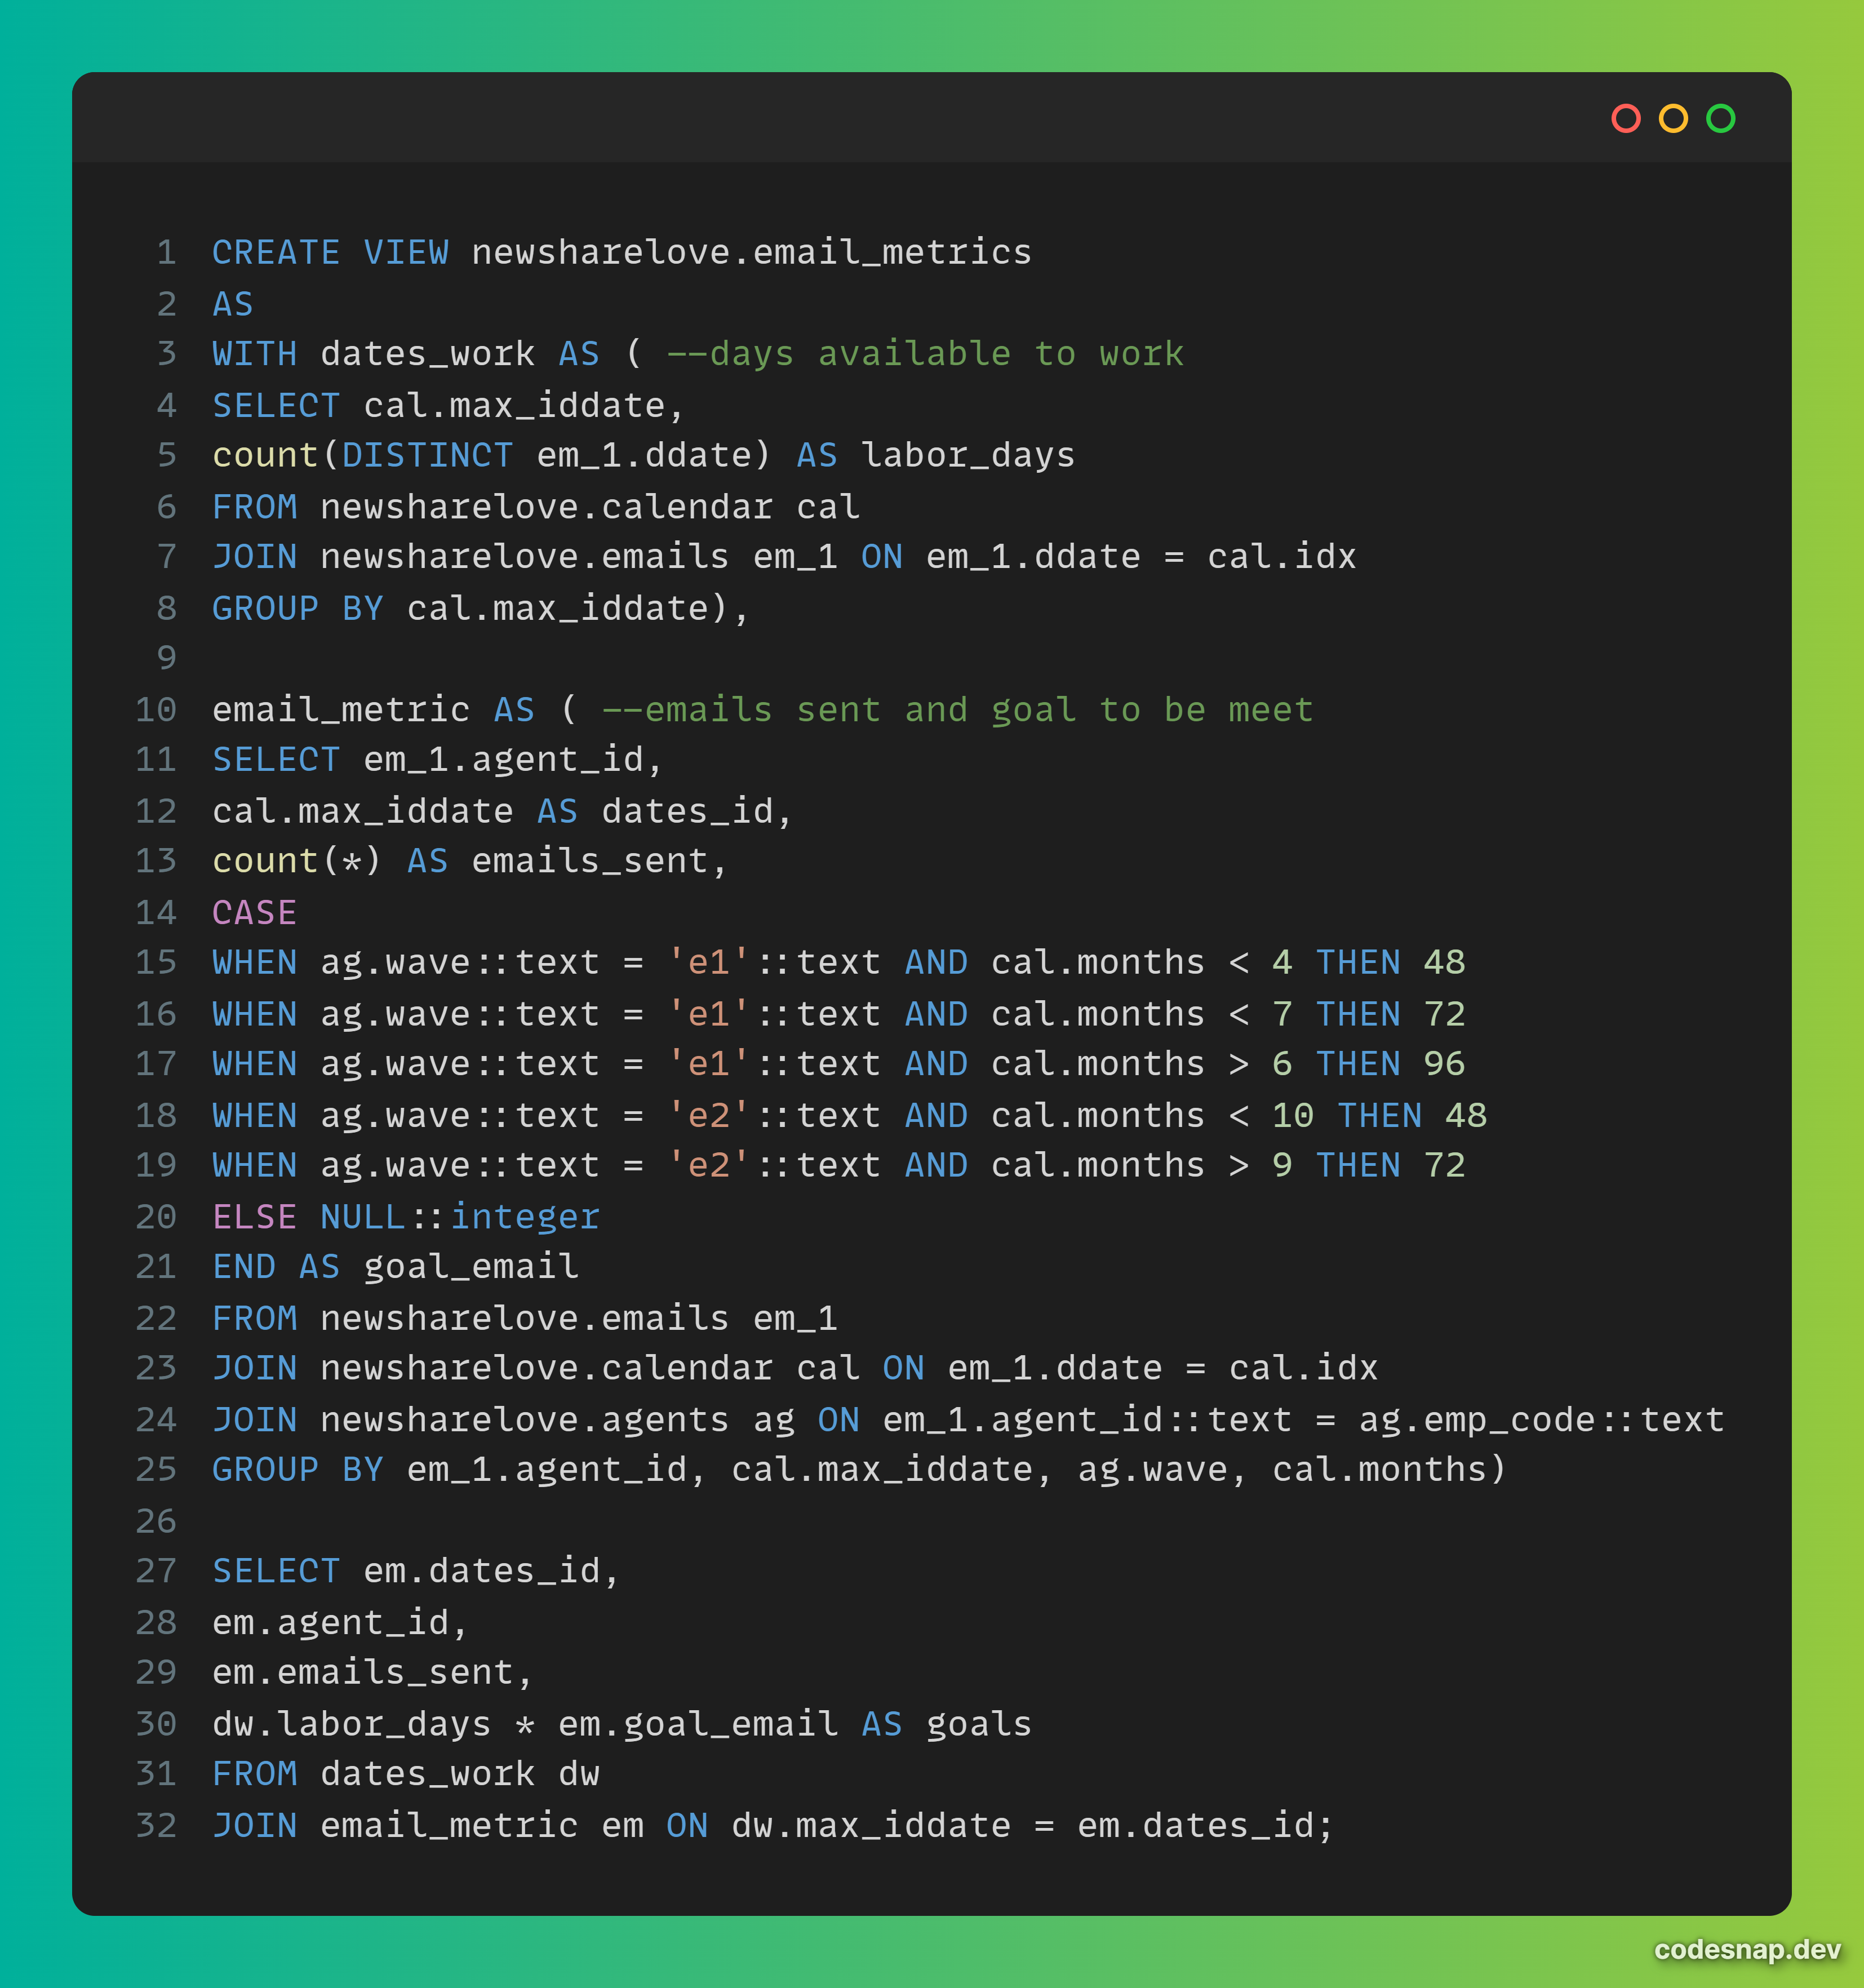 1 CREATE VIEW newsharelove.email_metrics
2 AS
3 WITH dates_work AS ( --days available to work
4 SELECT cal.max_iddate,
5 count(DISTINCT em_1.ddate) AS labor_days
6 FROM newsharelove.calendar cal
7 JOIN newsharelove.emails em_1 ON em_1.ddate = cal.idx
8 GROUP BY cal.max_iddate),
9
10 email_metric AS ( --emails sent and goal to be meet
11 SELECT em_1.agent_id,
12 cal.max_iddate AS dates_id,
13 count(*) AS emails_sent,
14 CASE
15 WHEN ag.wave::text = 'e1'::text AND cal.months < 4 THEN 48
16 WHEN ag.wave::text = 'e1'::text AND cal.months < 7 THEN 72
17 WHEN ag.wave::text = 'e1'::text AND cal.months > 6 THEN 96
18 WHEN ag.wave::text = 'e2'::text AND cal.months < 10 THEN 48
19 WHEN ag.wave::text = 'e2'::text AND cal.months > 9 THEN 72
20 ELSE NULL::integer
21 END AS goal_email
22 FROM newsharelove.emails em_1
23 JOIN newsharelove.calendar cal ON em_1.ddate = cal.idx
24 JOIN newsharelove.agents ag ON em_1.agent_id::text = ag.emp_code::text
25 GROUP BY em_1.agent_id, cal.max_iddate, ag.wave, cal.months)
26
27 SELECT em.dates_id,
28 em.agent_id,
29 em.emails_sent,
30 dw.labor_days * em.goal_email AS goals
31 FROM dates_work dw
32 JOIN email_metric em ON dw.max_iddate = em.dates_id;
codesnap.dev